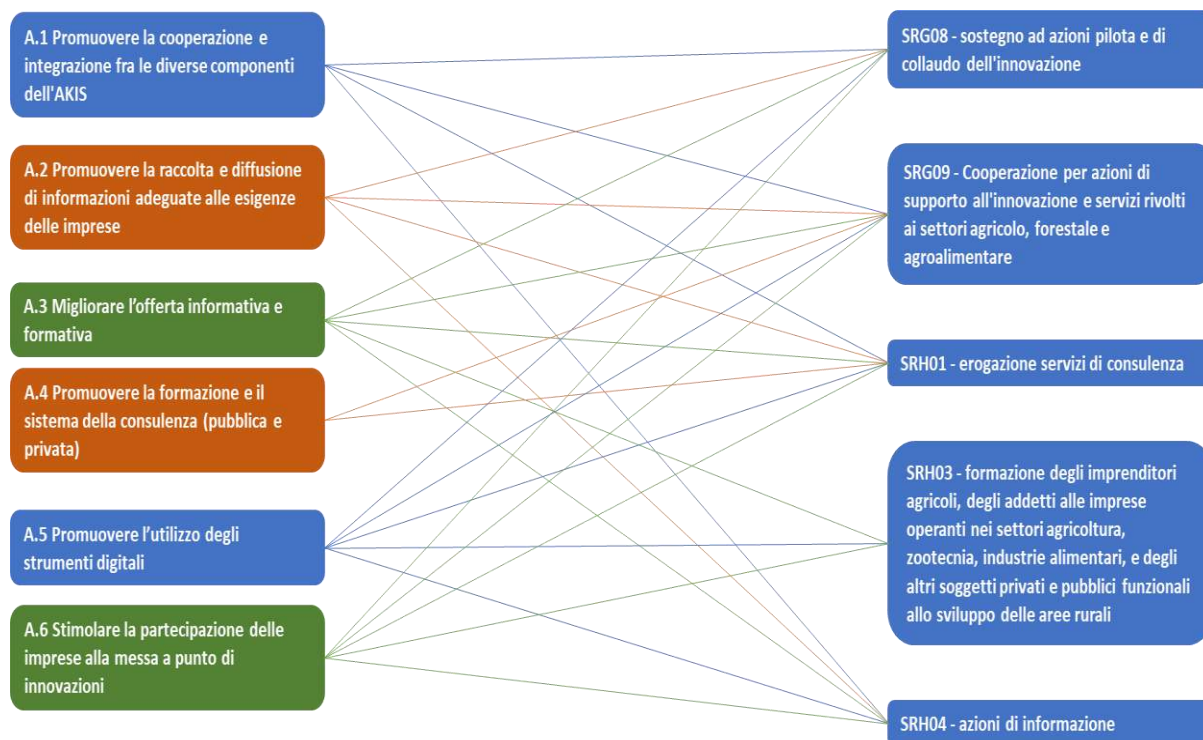 A.1 Promuovere la cooperazione e
integrazione fra le diverse componenti
dell'AKIS
A.2 Promuovere la raccolta e diffusione
di informazioni adeguate alle esigenze
delle imprese
A.3 Migliorare l’offerta informativa e
formativa
A.4 Promuovere la formazione e il
sistema della consulenza (pubblica e
privata)
A.5 Promuovere l’utilizzo degli
strumenti digitali
A.6 Stimolare la partecipazione delle
imprese alla messa a punto di
innovazioni
SRG08 - sostegno ad azioni pilota e di
collaudo dell'innovazione
SRG09 - Cooperazione per azioni di
supporto all'innovazione e servizi rivolti
ai settori agricolo, forestale e
agroalimentare
SRH01 - erogazione servizi di consulenza
SRH03 - formazione degli imprenditori
agricoli, degli addetti alle imprese
operanti nei settori agricoltura,
zootecnia, industrie alimentari, e degli
altri soggetti privati e pubblici funzionali
allo sviluppo delle aree rurali
SRH04 - azioni di informazione